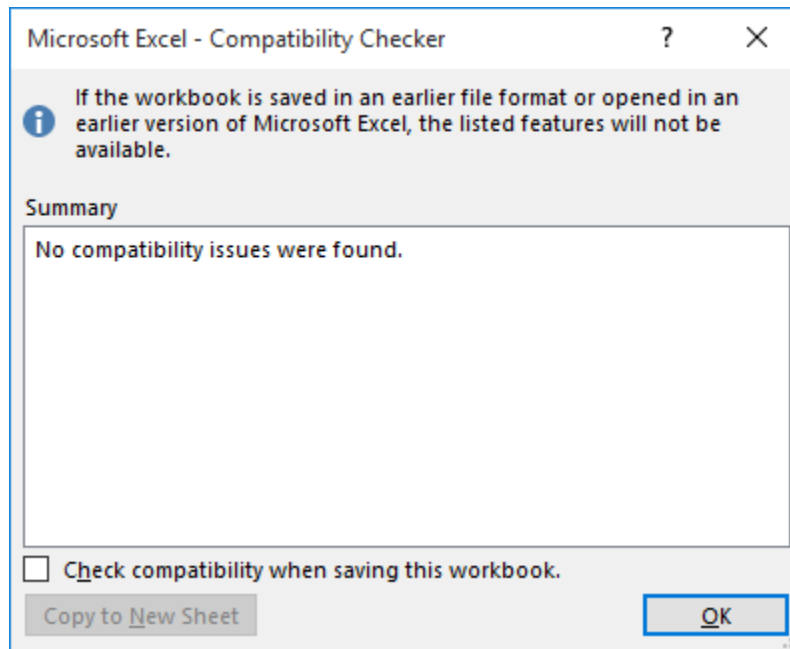 Microsoft Excel - Compatibility Checker ?
If the workbook is saved in an earlier file format or opened in an
earlier version of Microsoft Excel, the listed features will not be
available.
Summary
No compatibility issues were found.
Check compatibility when saving this workbook.
Copy to New Sheet OK